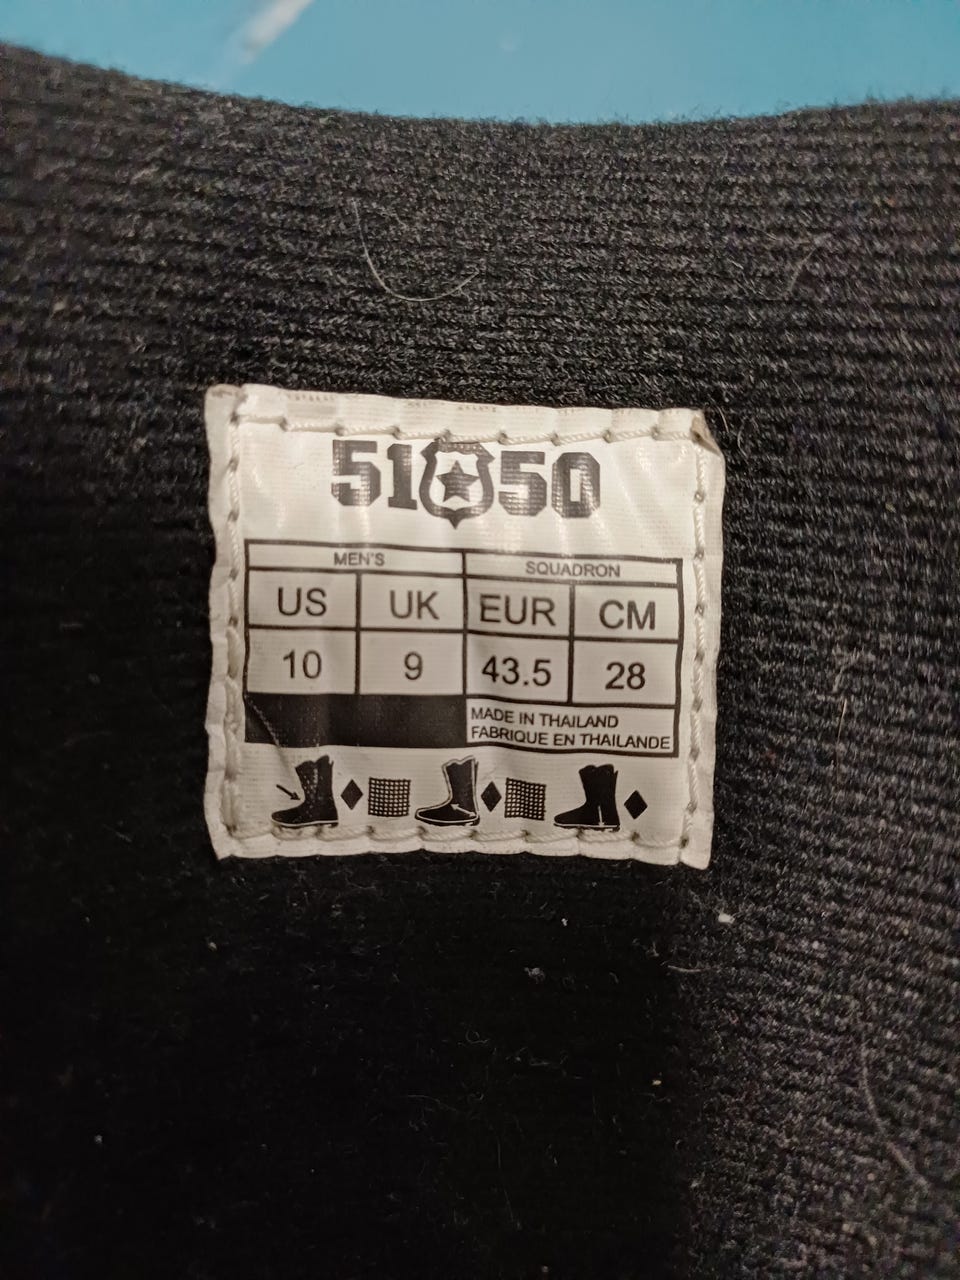 51 50
MEN'S SQUADRON
US UK EUR CM
10 9 43.5 28
MADE IN THAILAND
FABRIQUE EN THAILANDE